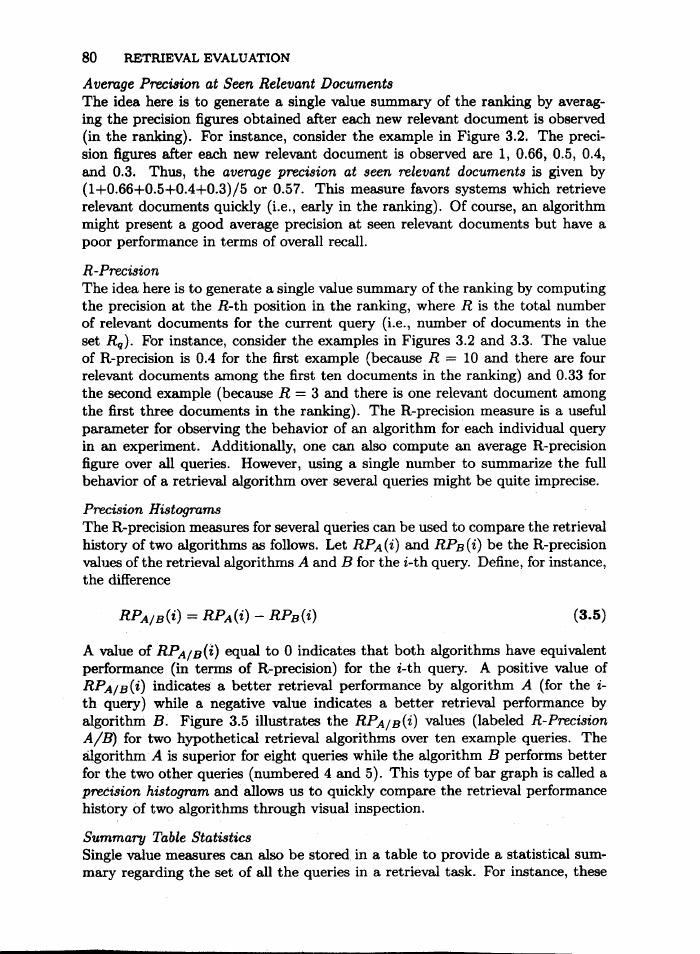 80 RETRIEVAL EVALUATION
Average Precision at Seen Relevant Documents
The idea here is to generate a single value summary of the ranking by averag-
ing the precision figures obtained after each new relevant document is observed
(in the ranking). For instance, consider the example in Figure 3.2. The preci-
sion figures after each new relevant document is observed are 1, 0.66, 0.5, 0.4,
and 0.3. Thus, the average precision at seen relevant documents is given by
(1+0.66+0.5+0.4+0.3)/5 or 0.57. This measure favors systems which retrieve
relevant documents quickly (i.e., early in the ranking). Of course, an algorithm
might present a good average precision at seen relevant documents but have a
poor performance in terms of overall recall.
R-Precision
The idea here is to generate a single value summary of the ranking by computing
the precision at the R-th position in the ranking, where R is the total number
of relevant documents for the current query (i.e., number of documents in the
set Rq). For instance, consider the examples in Figures 3.2 and 3.3. The value
of R-precision is 0.4 for the first example (because R = 10 and there are four
relevant documents among the first ten documents in the ranking) and 0.33 for
the second example (because R = 3 and there is one relevant document among
the first three documents in the ranking). The R-precision measure is a useful
parameter for observing the behavior of an algorithm for each individual query
in an experiment. Additionally, one can also compute an average R-precision
figure over all queries. However, using a single number to summarize the full
behavior of a retrieval algorithm over several queries might be quite imprecise.
Precision Histograms
The R-precision measures for several queries can be used to compare the retrieval
history of two algorithms as follows. Let RPA(i) and RPB(i) be the R-precision
values of the retrieval algorithms A and B for the i-th query. Define, for instance,
the difference
RPA/B(i) = RPA(i) − RPB(i) (3.5)
A value of RPA/B(i) equal to 0 indicates that both algorithms have equivalent
performance (in terms of R-precision) for the i-th query. A positive value of
RPA/B(i) indicates a better retrieval performance by algorithm A (for the i-
th query) while a negative value indicates a better retrieval performance by
algorithm B. Figure 3.5 illustrates the RPA/B(i) values (labeled R-Precision
A/B) for two hypothetical retrieval algorithms over ten example queries. The
algorithm A is superior for eight queries while the algorithm B performs better
for the two other queries (numbered 4 and 5). This type of bar graph is called a
precision histogram and allows us to quickly compare the retrieval performance
history of two algorithms through visual inspection.
Summary Table Statistics
Single value measures can also be stored in a table to provide a statistical sum-
mary regarding the set of all the queries in a retrieval task. For instance, these